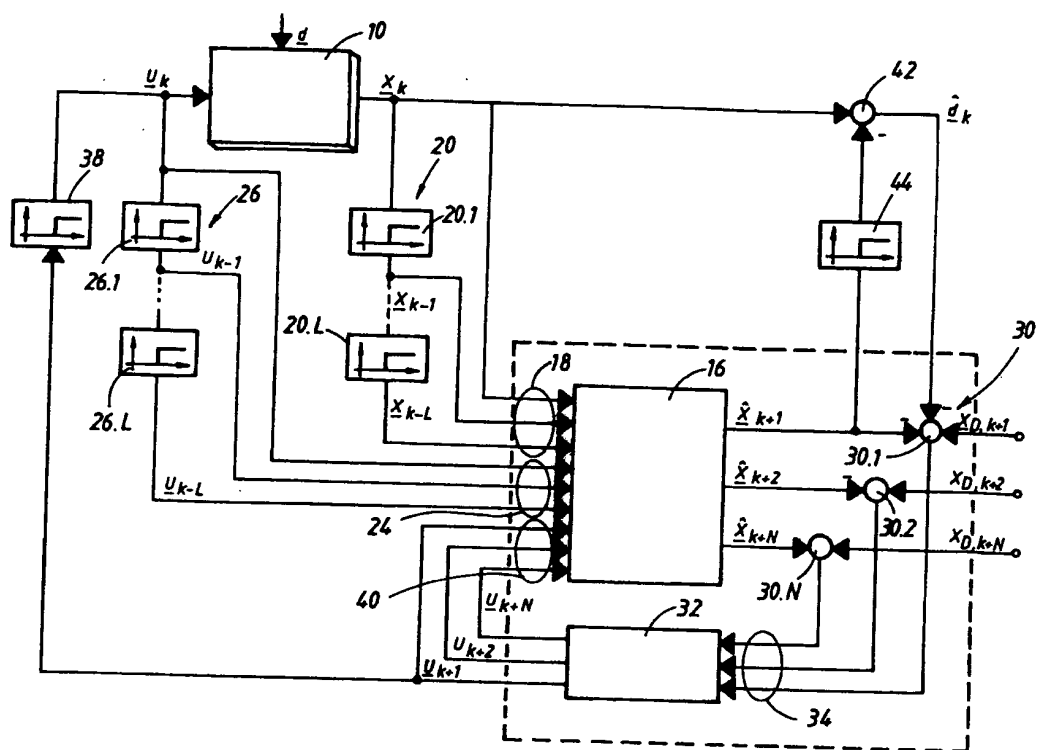 d
10
u k
x k
42
d̂ k
38
26
20
44
20.1
26.1
u k-1
x k-1
20.L
26.L
18
16
30
x k-L
x̂ k+1
x D,k+1
30.1
u k-L
x̂ k+2
x D,k+2
30.2
24
x̂ k+N
x D,k+N
40
u k+N
30.N
32
u k+2
u k+1
34